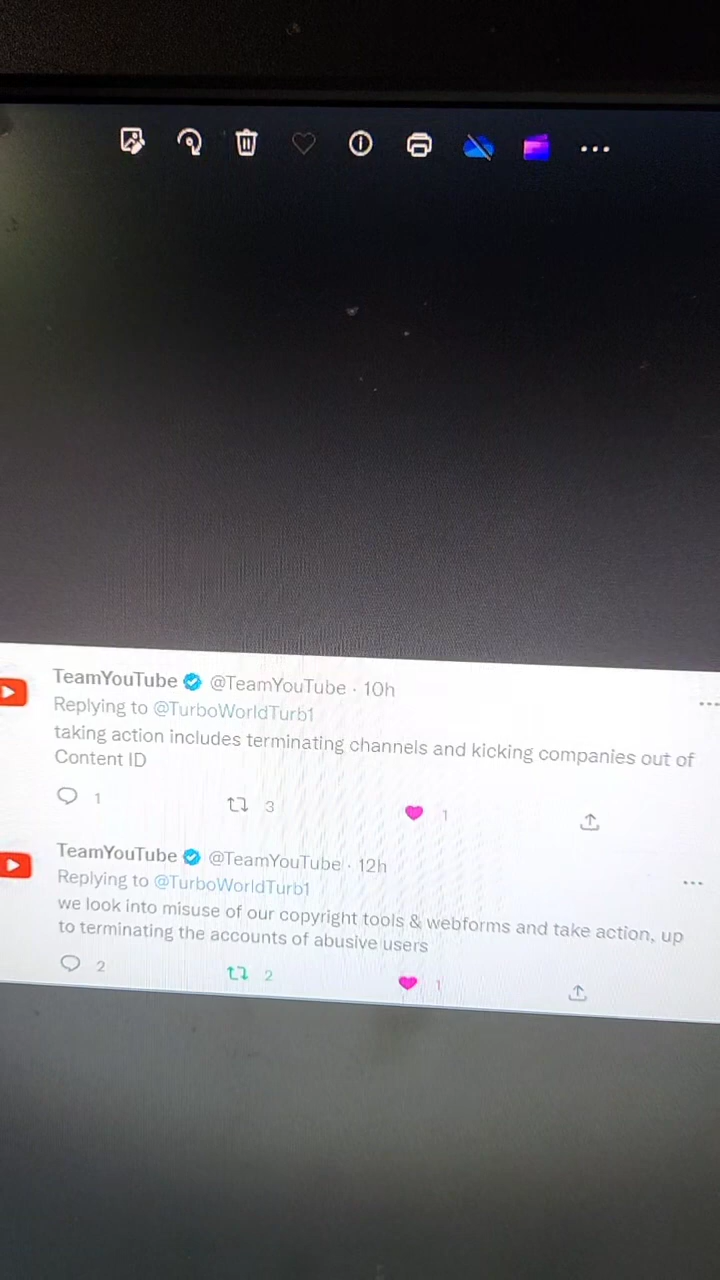 TeamYouTube @TeamYouTube · 10h
Replying to @TurboWorldTurb1
taking action includes terminating channels and kicking companies out of
Content ID
1 3 1
TeamYouTube @TeamYouTube · 12h
Replying to @TurboWorldTurb1
we look into misuse of our copyright tools & webforms and take action, up
to terminating the accounts of abusive users
2 2 1